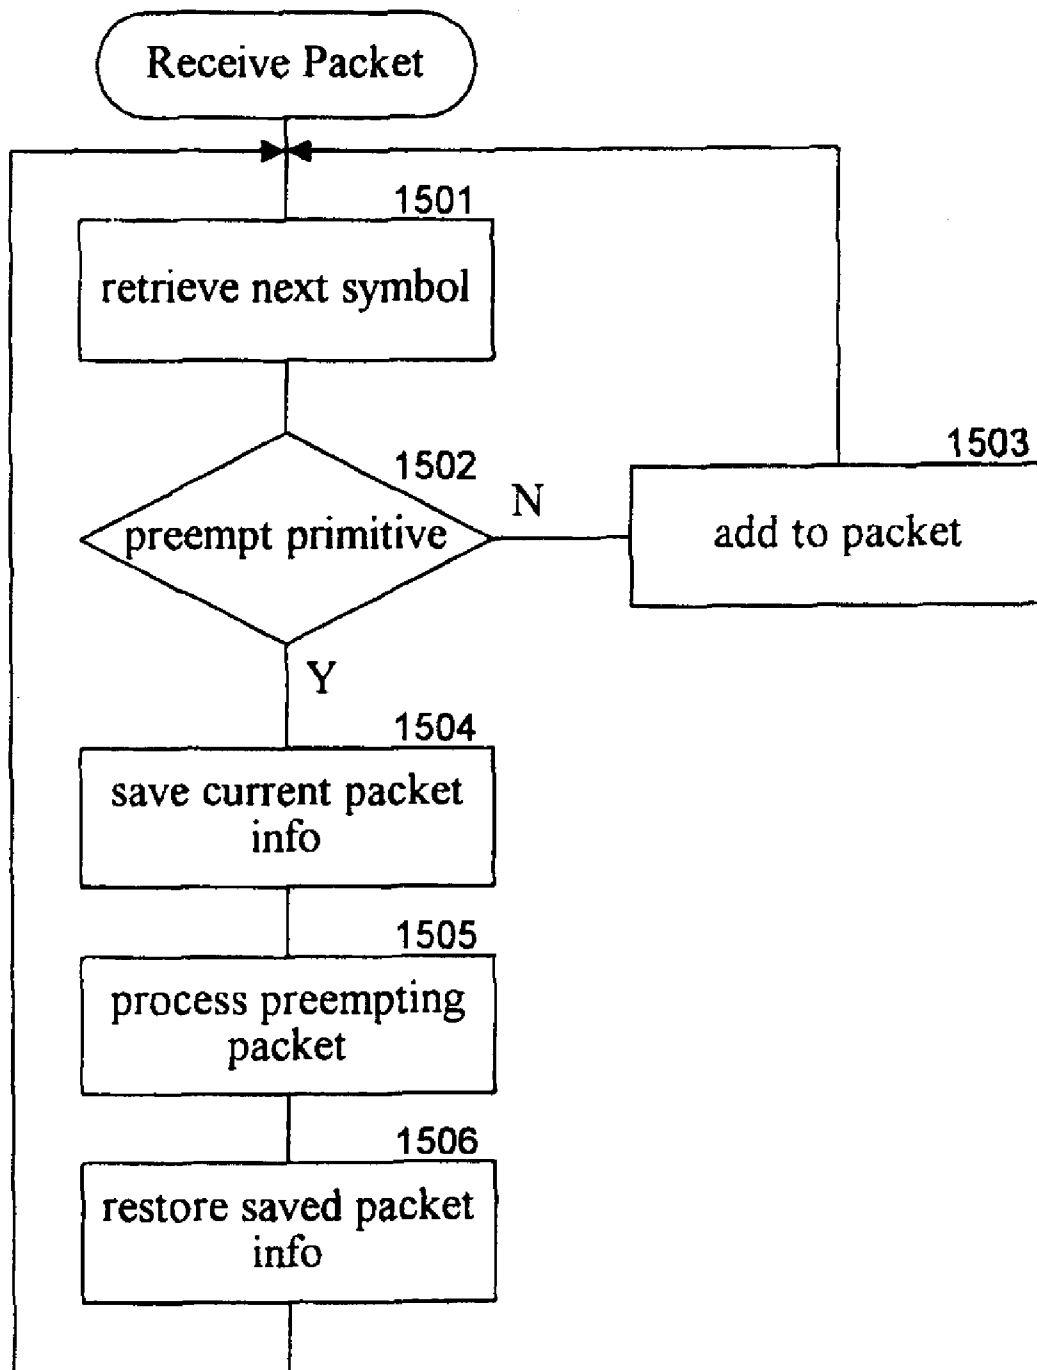 Receive Packet
1501
retrieve next symbol
1502
preempt primitive
N
1503
add to packet
Y
1504
save current packet
info
1505
process preempting
packet
1506
restore saved packet
info